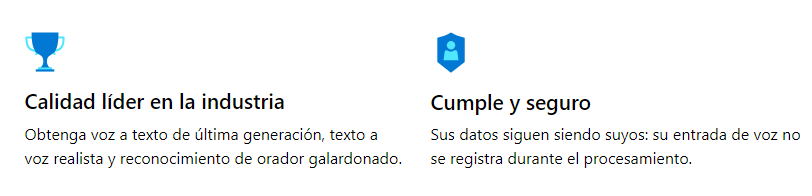 Calidad líder en la industria
Obtenga voz a texto de última generación, texto a
voz realista y reconocimiento de orador galardonado.
Cumple y seguro
Sus datos siguen siendo suyos: su entrada de voz no
se registra durante el procesamiento.